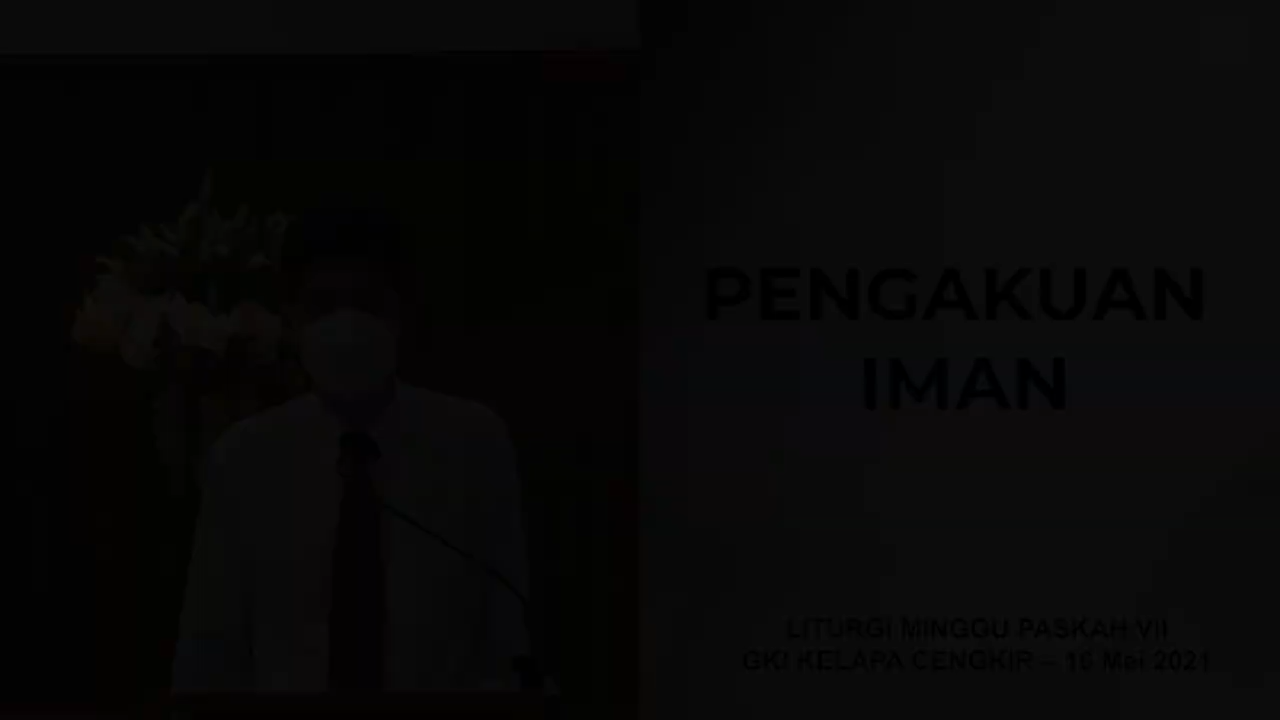 PENGAKUAN
IMAN
LITURGI MINGGU PASKAH VII
GKI KELAPA CENGKIR – 16 Mei 2021